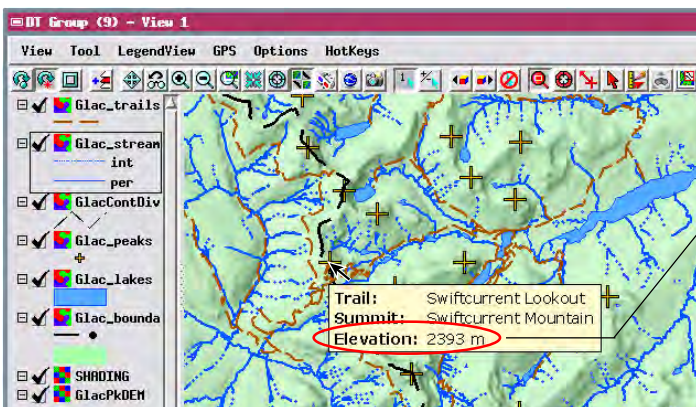 DT Group (9) - View 1
View Tool LegendView GPS Options HotKeys
1
Glac_trails
Glac_stream
int
per
GlacContDiv
Glac_peaks
Glac_lakes
Glac_bounda
SHADING
GlacPkDEM
Trail: Swiftcurrent Lookout
Summit: Swiftcurrent Mountain
Elevation: 2393 m